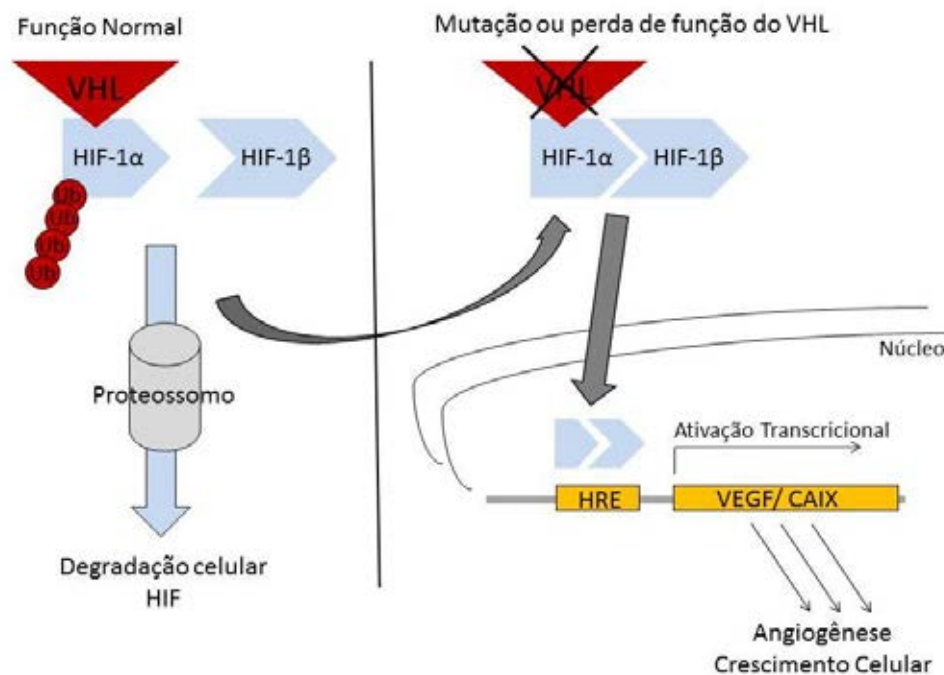 Função Normal
VHL
HIF-1α
HIF-1β
Ub
Ub
Ub
Ub
Proteossomo
Degradação celular
HIF
Mutação ou perda de função do VHL
VHL
HIF-1α
HIF-1β
Núcleo
Ativação Transcricional
HRE
VEGF/ CAIX
Angiogênese
Crescimento Celular